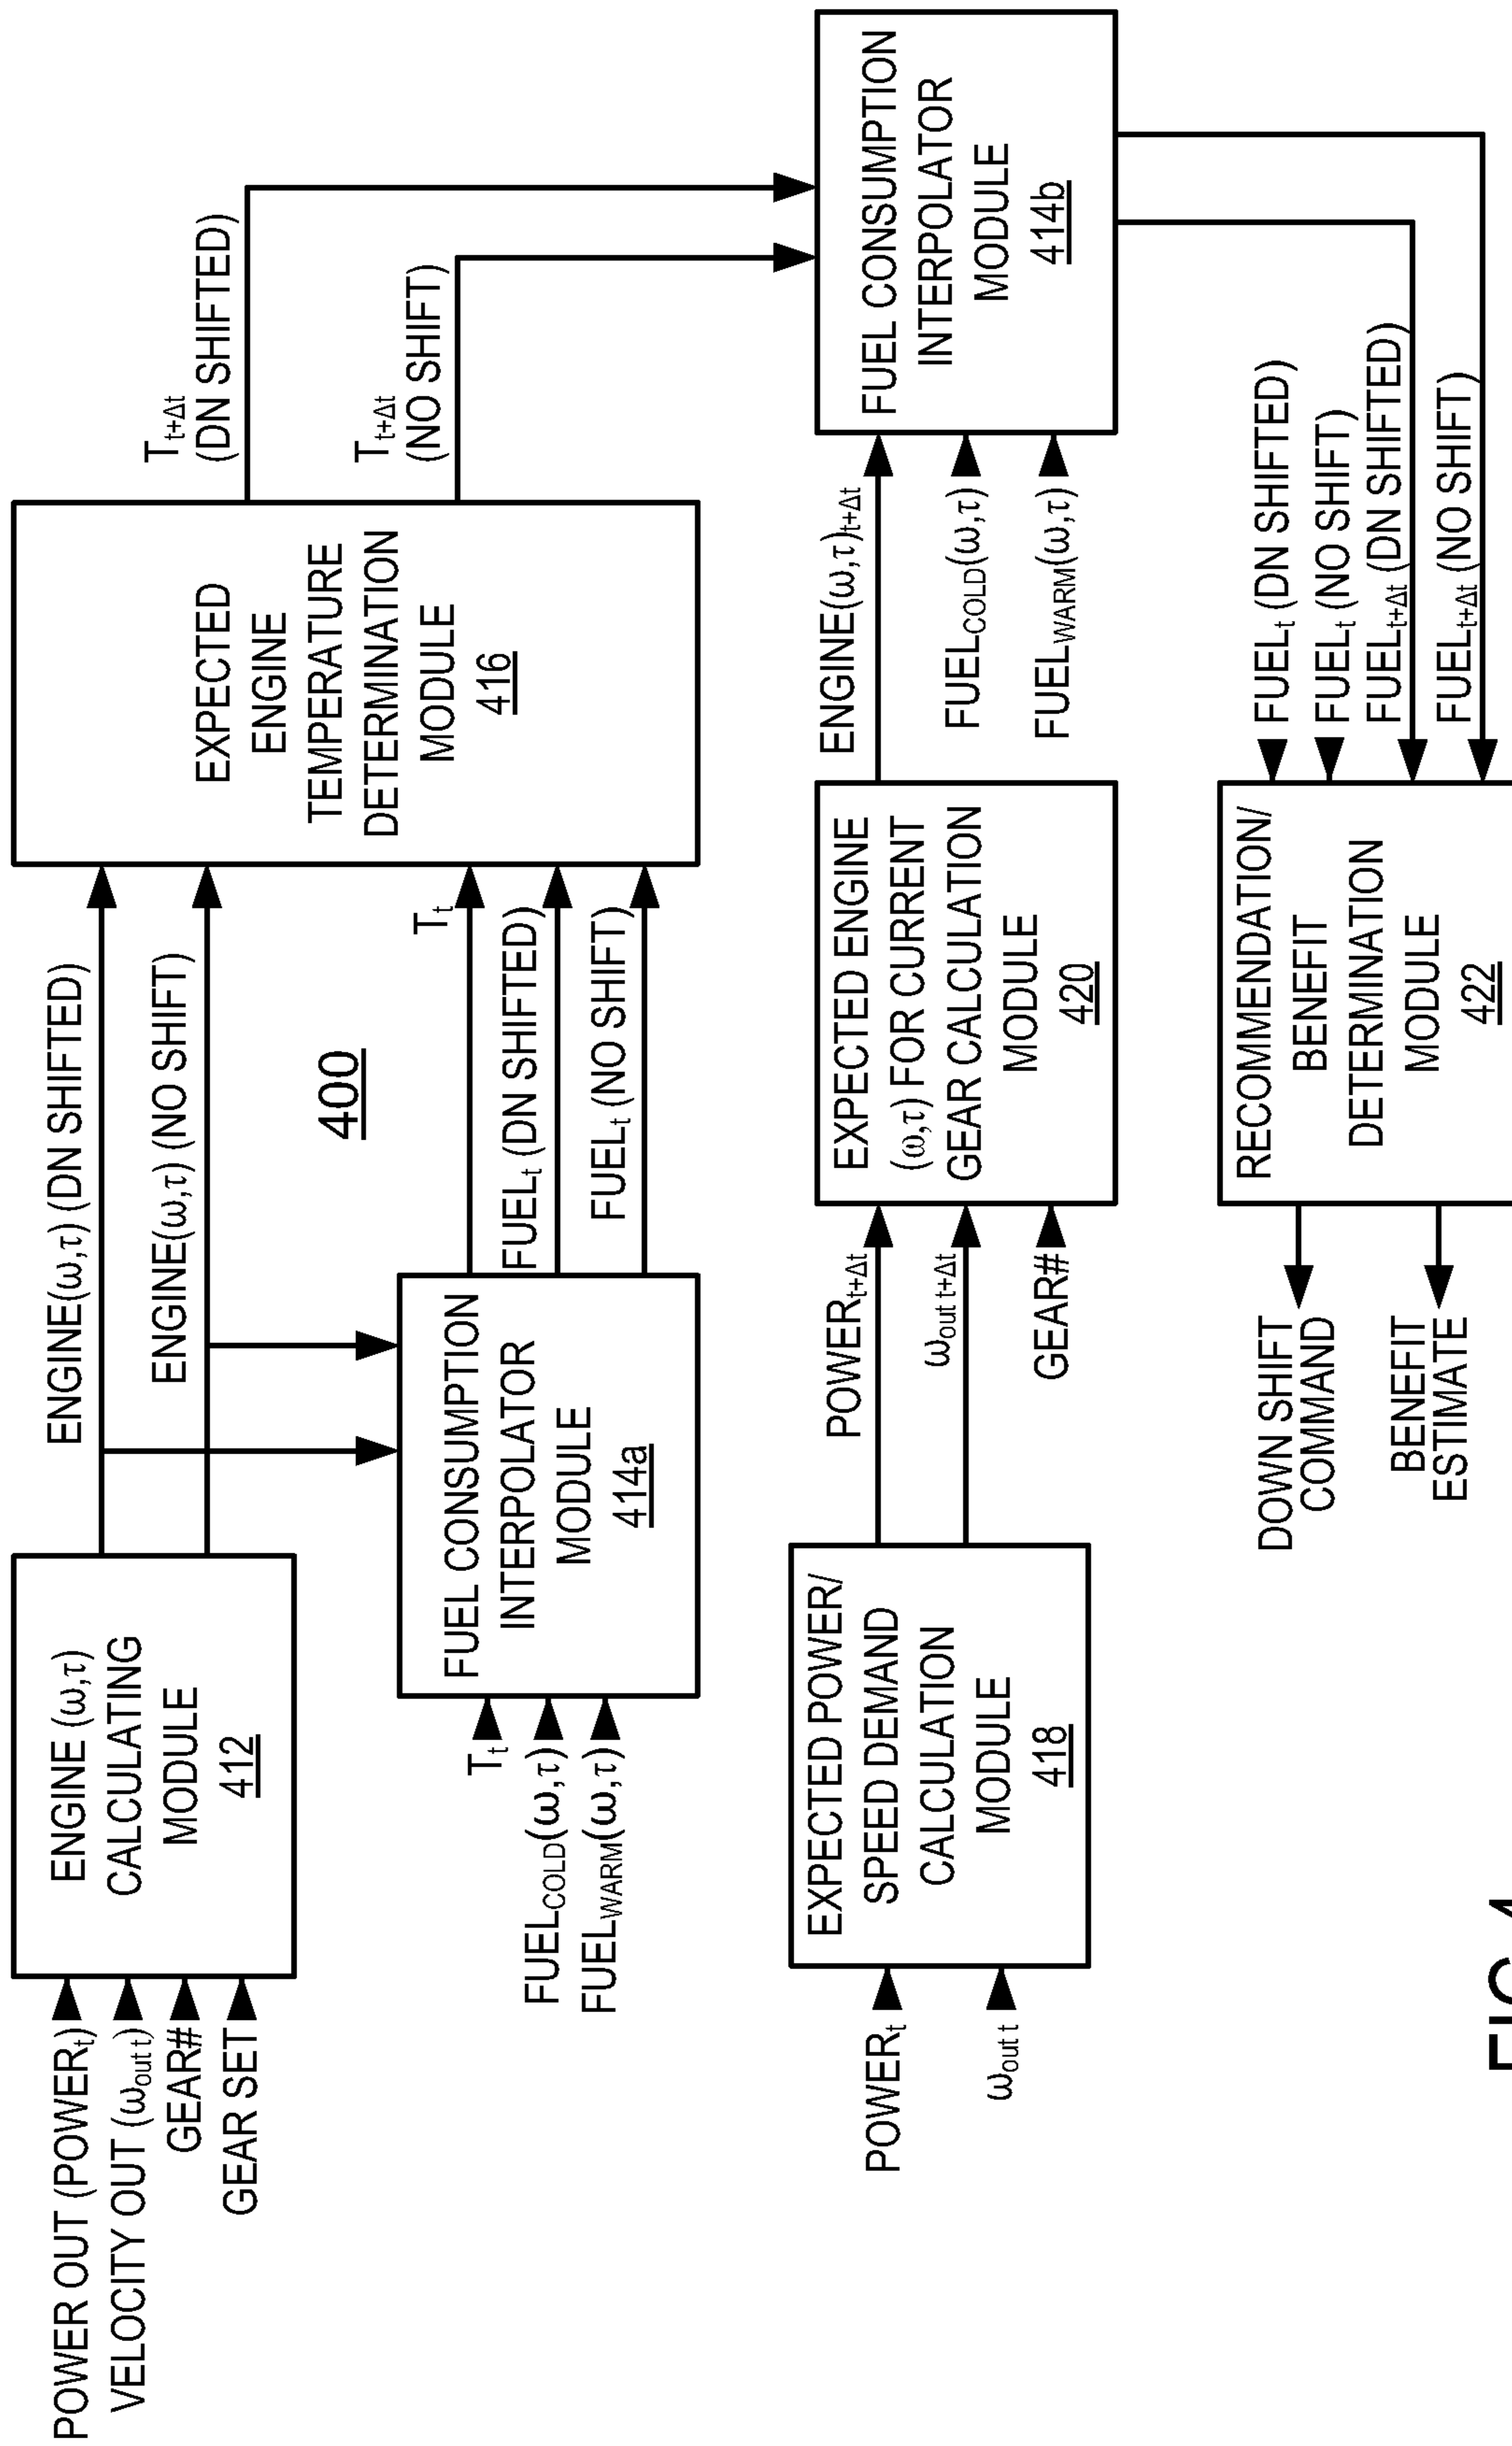 POWER OUT (POWERt)
VELOCITY OUT (ωout t)
GEAR#
GEAR SET
ENGINE (ω,τ)
CALCULATING
MODULE
412
ENGINE(ω,τ) (DN SHIFTED)
ENGINE(ω,τ) (NO SHIFT)
400
Tt
FUELCOLD(ω,τ)
FUELWARM(ω,τ)
FUEL CONSUMPTION
INTERPOLATOR
MODULE
414a
Tt
FUELt (DN SHIFTED)
FUELt (NO SHIFT)
EXPECTED
ENGINE
TEMPERATURE
DETERMINATION
MODULE
416
Tt+Δt
(DN SHIFTED)
Tt+Δt
(NO SHIFT)
POWERt
ωout t
EXPECTED POWER/
SPEED DEMAND
CALCULATION
MODULE
418
POWERt+Δt
ωout t+Δt
GEAR#
EXPECTED ENGINE
(ω,τ) FOR CURRENT
GEAR CALCULATION
MODULE
420
ENGINE(ω,τ)t+Δt
FUELCOLD(ω,τ)
FUELWARM(ω,τ)
FUEL CONSUMPTION
INTERPOLATOR
MODULE
414b
DOWN SHIFT
COMMAND
BENEFIT
ESTIMATE
RECOMMENDATION/
BENEFIT
DETERMINATION
MODULE
422
FUELt (DN SHIFTED)
FUELt (NO SHIFT)
FUELt+Δt (DN SHIFTED)
FUELt+Δt (NO SHIFT)